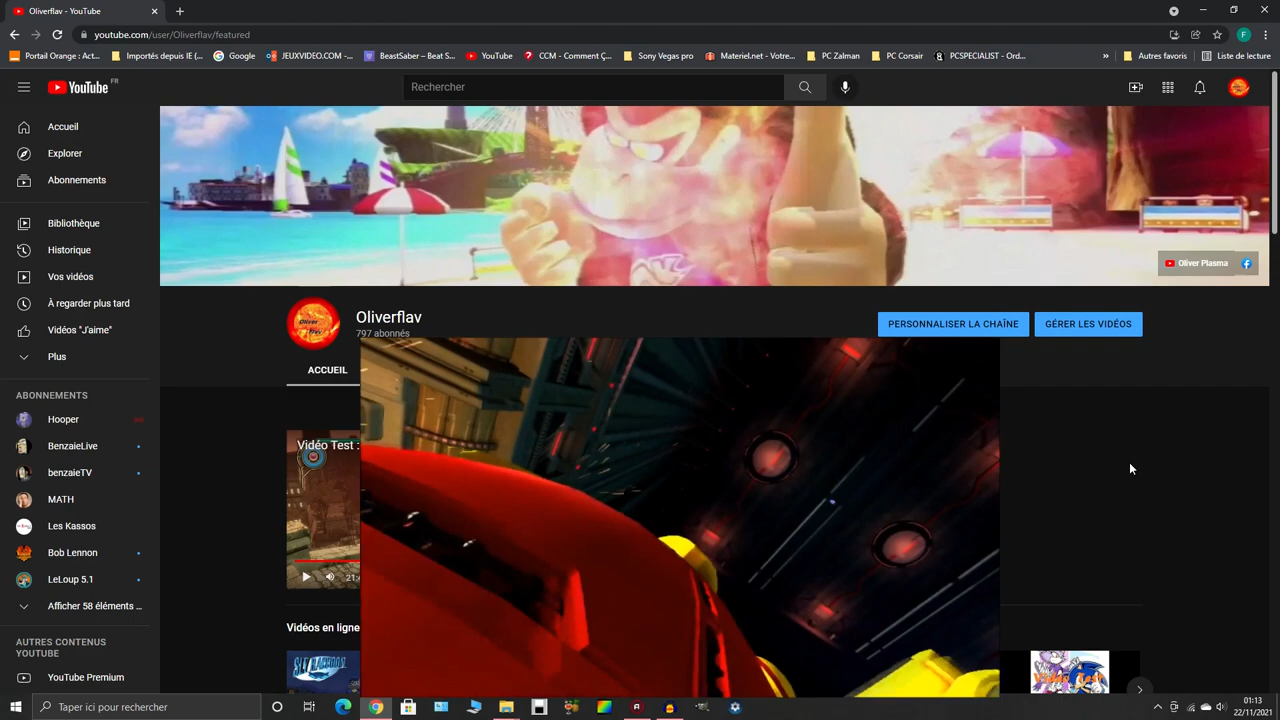 Oliverflav - YouTube
youtube.com/user/Oliverflav/featured
Portail Orange : Act...
Importés depuis IE (...
Google
JEUXVIDEO.COM -...
BeastSaber – Beat S...
YouTube
CCM - Comment Ç...
Sony Vegas pro
Materiel.net - Votre...
PC Zalman
PC Corsair
PCSPECIALIST - Ord...
»
Autres favoris
Liste de lecture
YouTube FR
Rechercher
Accueil
Explorer
Abonnements
Bibliothèque
Historique
Vos vidéos
À regarder plus tard
Vidéos "J'aime"
Plus
ABONNEMENTS
Hooper
BenzaieLive
benzaieTV
MATH
Les Kassos
Bob Lennon
LeLoup 5.1
Afficher 58 éléments ...
AUTRES CONTENUS
YOUTUBE
YouTube Premium
Oliver Plasma
Oliverflav
797 abonnés
PERSONNALISER LA CHAÎNE
GÉRER LES VIDÉOS
ACCUEIL
Vidéo Test :
Vidéos en ligne
Video Test
Taper ici pour rechercher
01:13
22/11/2021